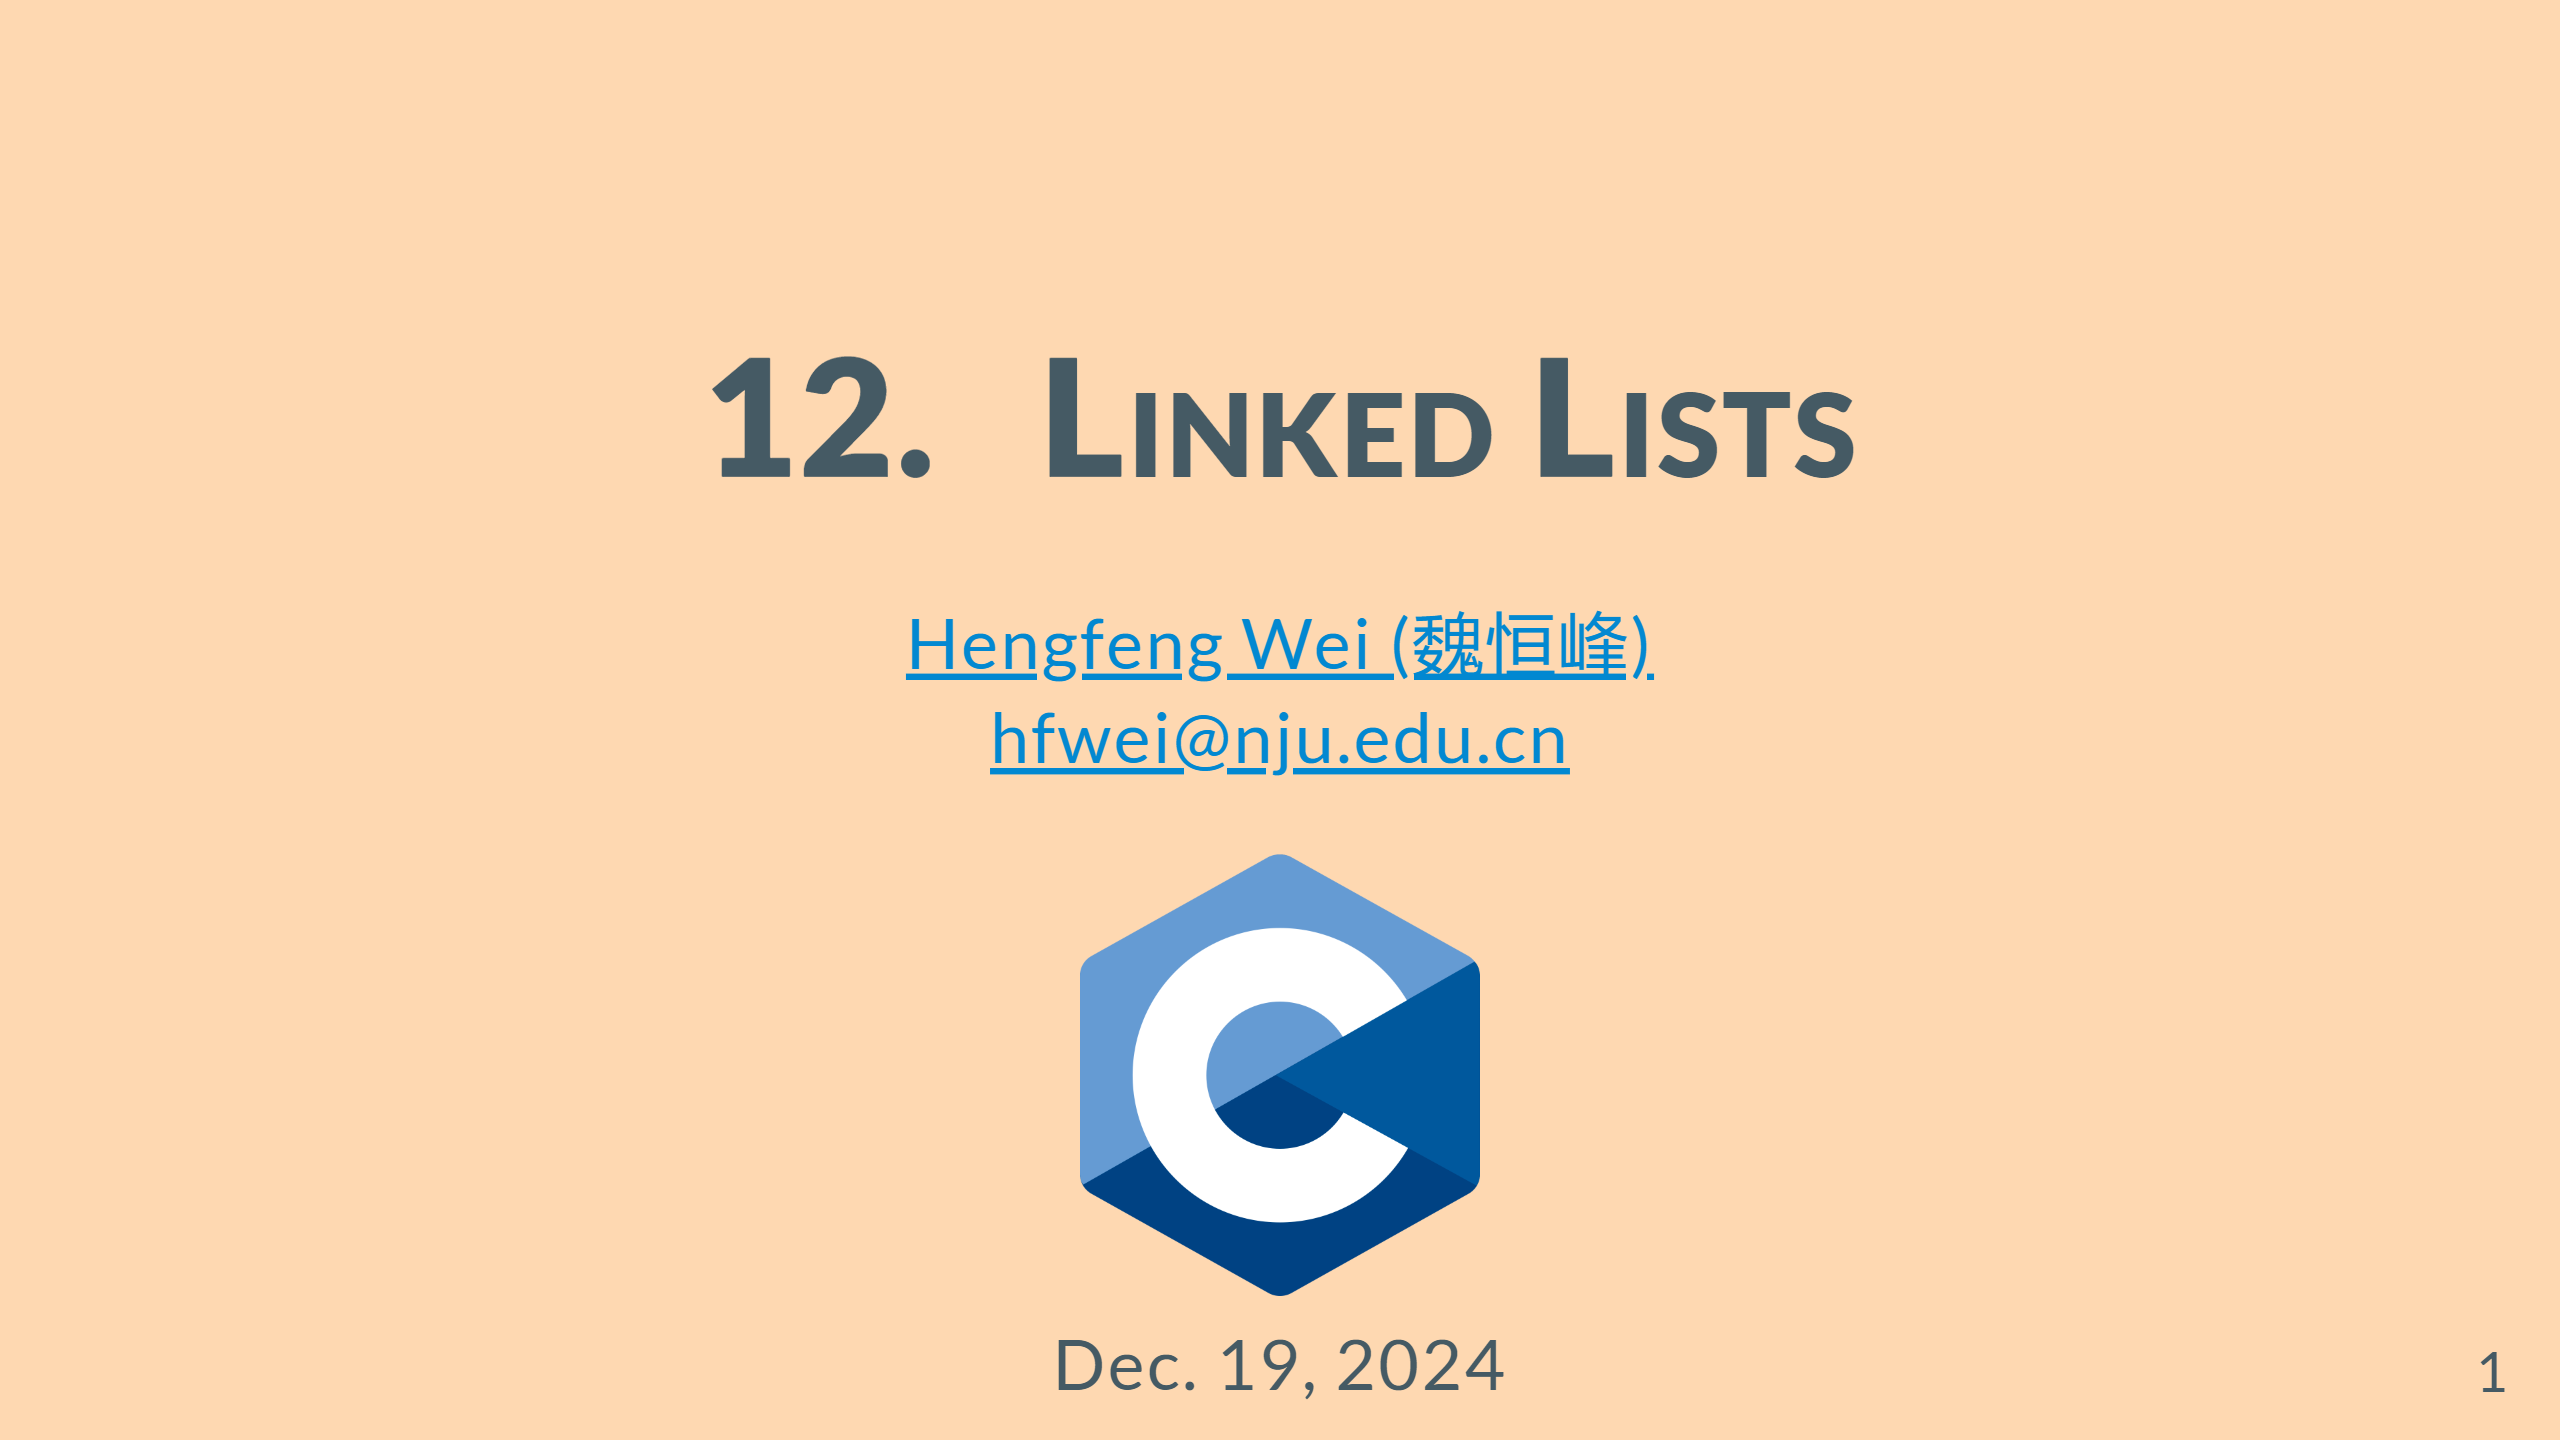 12. Linked Lists
Hengfeng Wei (魏恒峰)
hfwei@nju.edu.cn
C
Dec. 19, 2024
1